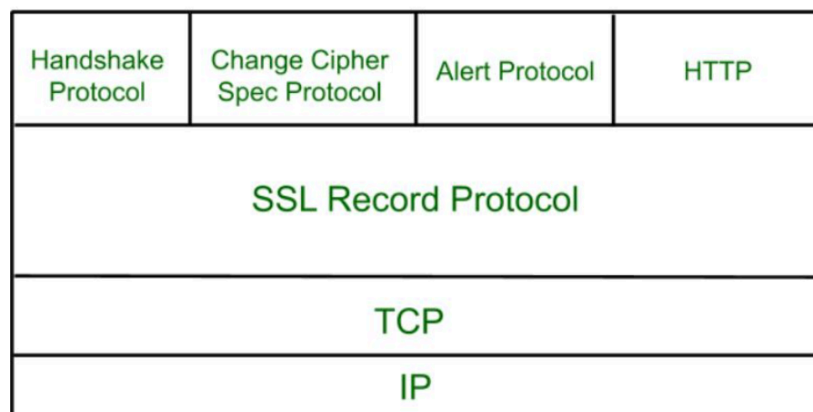 Handshake
Protocol
Change Cipher
Spec Protocol
Alert Protocol
HTTP
SSL Record Protocol
TCP
IP